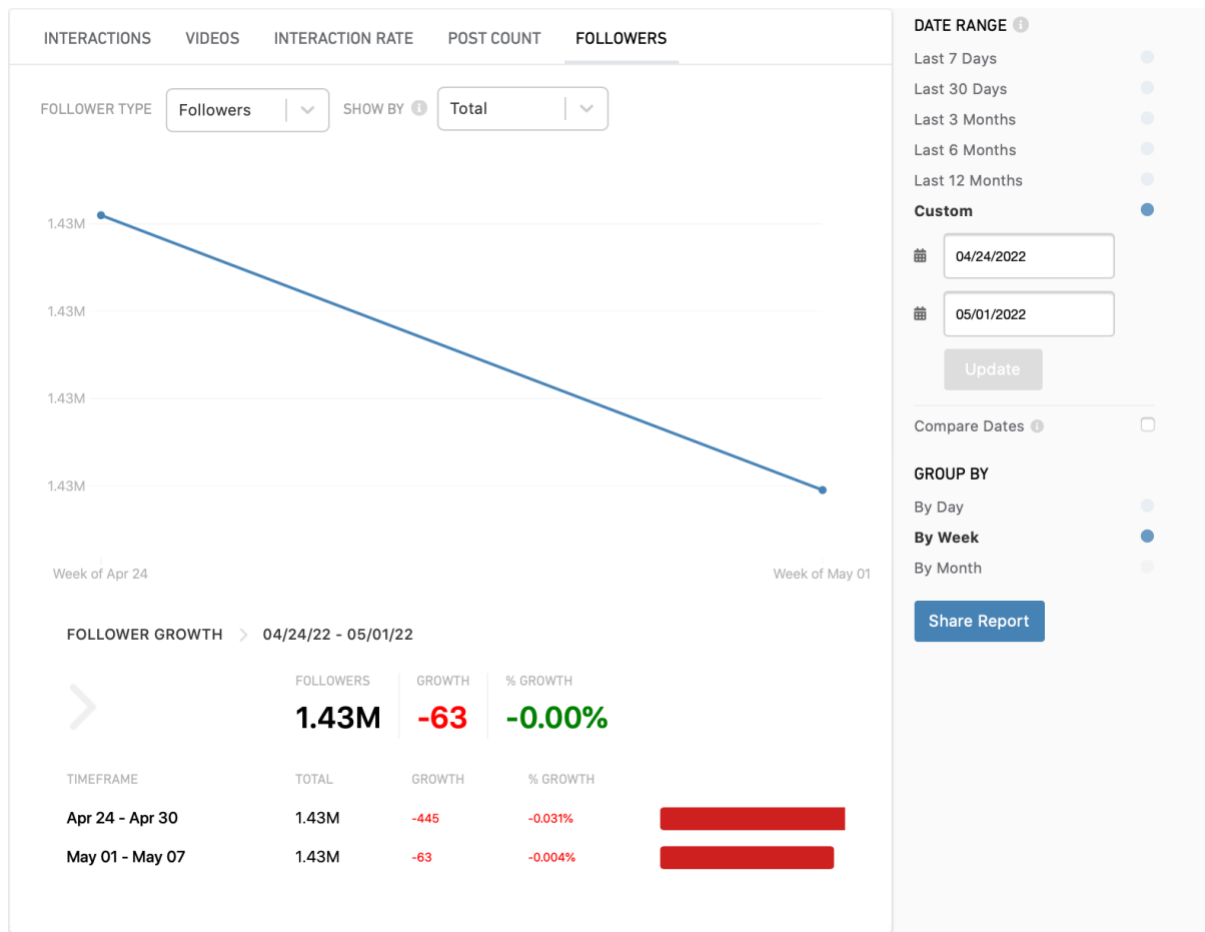 INTERACTIONS VIDEOS INTERACTION RATE POST COUNT FOLLOWERS
FOLLOWER TYPE Followers SHOW BY Total
1.43M
1.43M
1.43M
1.43M
Week of Apr 24 Week of May 01
FOLLOWER GROWTH 04/24/22 - 05/01/22
FOLLOWERS GROWTH % GROWTH
1.43M -63 -0.00%
TIMEFRAME TOTAL GROWTH % GROWTH
Apr 24 - Apr 30 1.43M -445 -0.031%
May 01 - May 07 1.43M -63 -0.004%
DATE RANGE
Last 7 Days
Last 30 Days
Last 3 Months
Last 6 Months
Last 12 Months
Custom
04/24/2022
05/01/2022
Update
Compare Dates
GROUP BY
By Day
By Week
By Month
Share Report